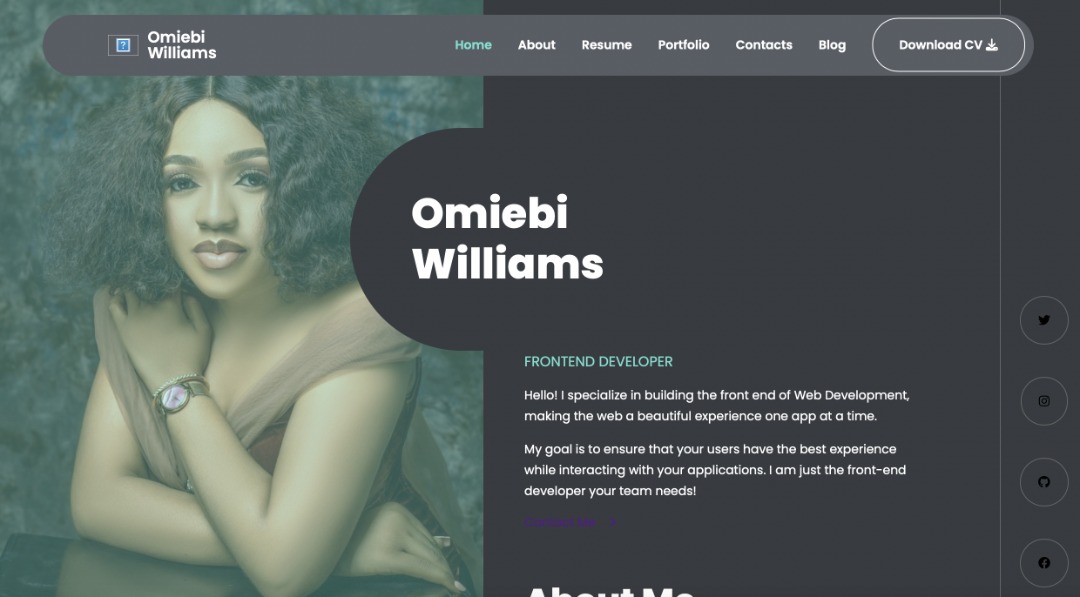 Omiebi
Williams
Home About Resume Portfolio Contacts Blog Download CV
Omiebi
Williams
FRONTEND DEVELOPER
Hello! I specialize in building the front end of Web Development,
making the web a beautiful experience one app at a time.
My goal is to ensure that your users have the best experience
while interacting with your applications. I am just the front-end
developer your team needs!
Contact Me
About Me